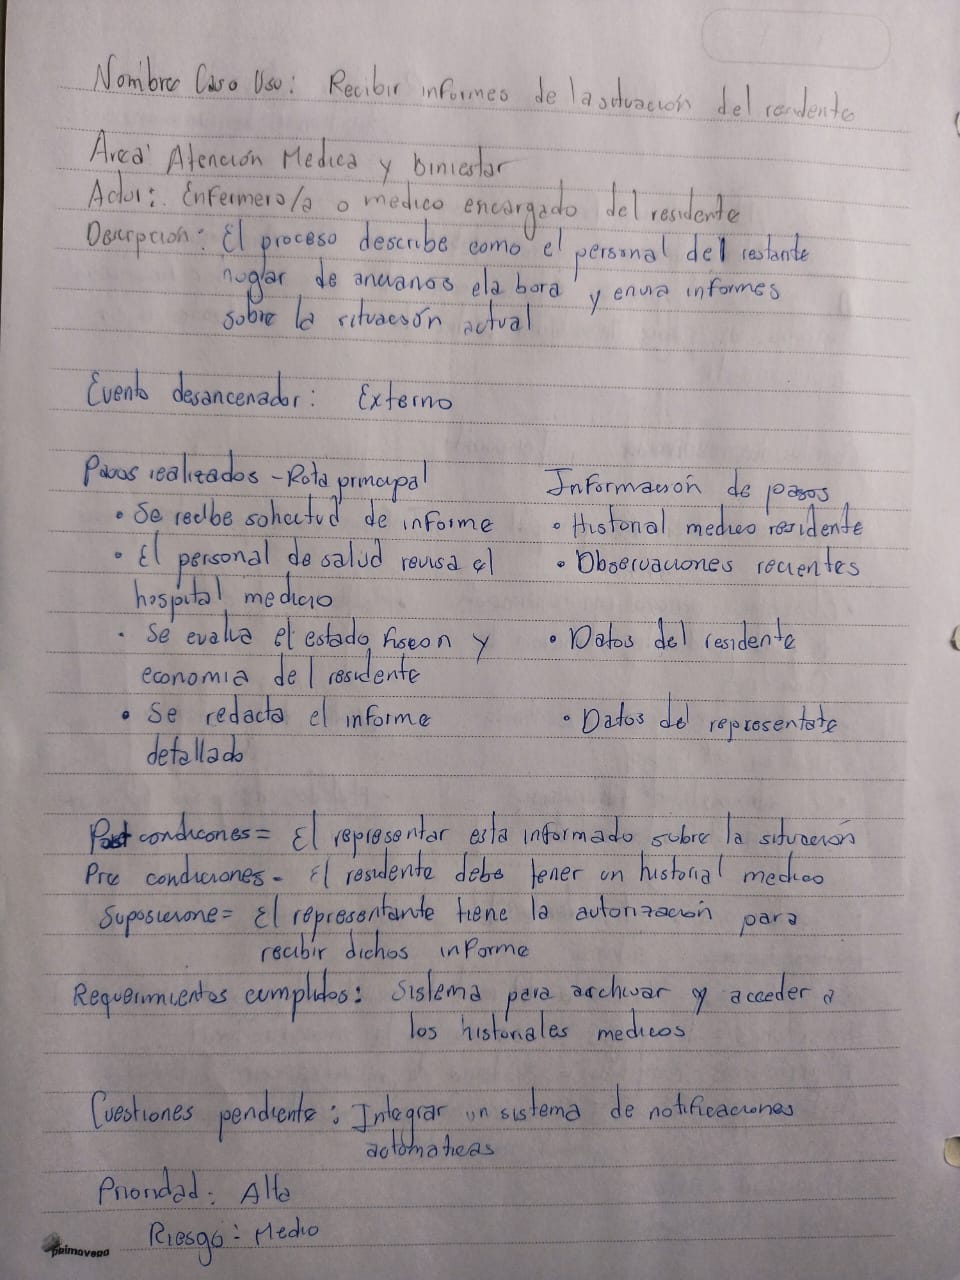 Nombre Caso Uso: Recibir informes de la situación del residente
Area: Atención Medica y biniestar
Actor: Enfermero/a o medico encargado del residente
Descripcion: El proceso describe como el personal del restante
hogar de ancianos elabora y envia informes
sobre la situación actual
Evento desancenador: Externo
Pasos realizados - Rota principal
Información de pasos
• Se recibe solicitud de informe
• Historial medico residente
• El personal de salud revisa el
• Observaciones recientes
hospital medicio
• Se evalua el estado y
• Datos del residente
economia del residente
• Se redacta el informe
• Datos del representate
detallado
Post condicones = El representar esta informado sobre la situación
Pre condiciones - El residente debe tener un historial medico
Suposicione = El representante tiene la autorización para
recibir dichos informe
Requerimientos cumplidos: Sistema para archivar y acceder a
los historiales medicos
Cuestiones pendiente: Integrar un sistema de notificaciones
automaticas
Prioridad: Alta
Riesgo: Medio
primavera